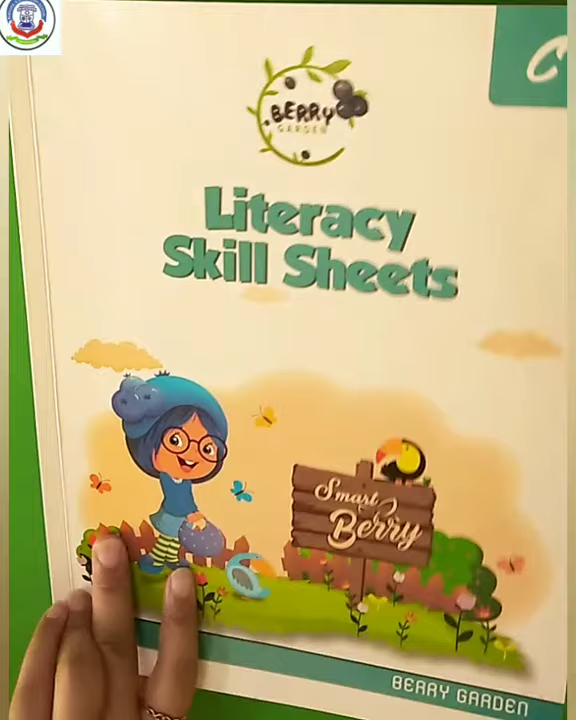 C
BERRY
GARDEN
Literacy
Skill Sheets
Smart
Berry
BERRY GARDEN